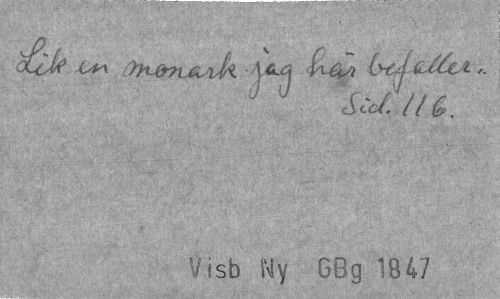 Lik en monark jag här befaller..
Sid. 116.
Visb Ny GBg 1847